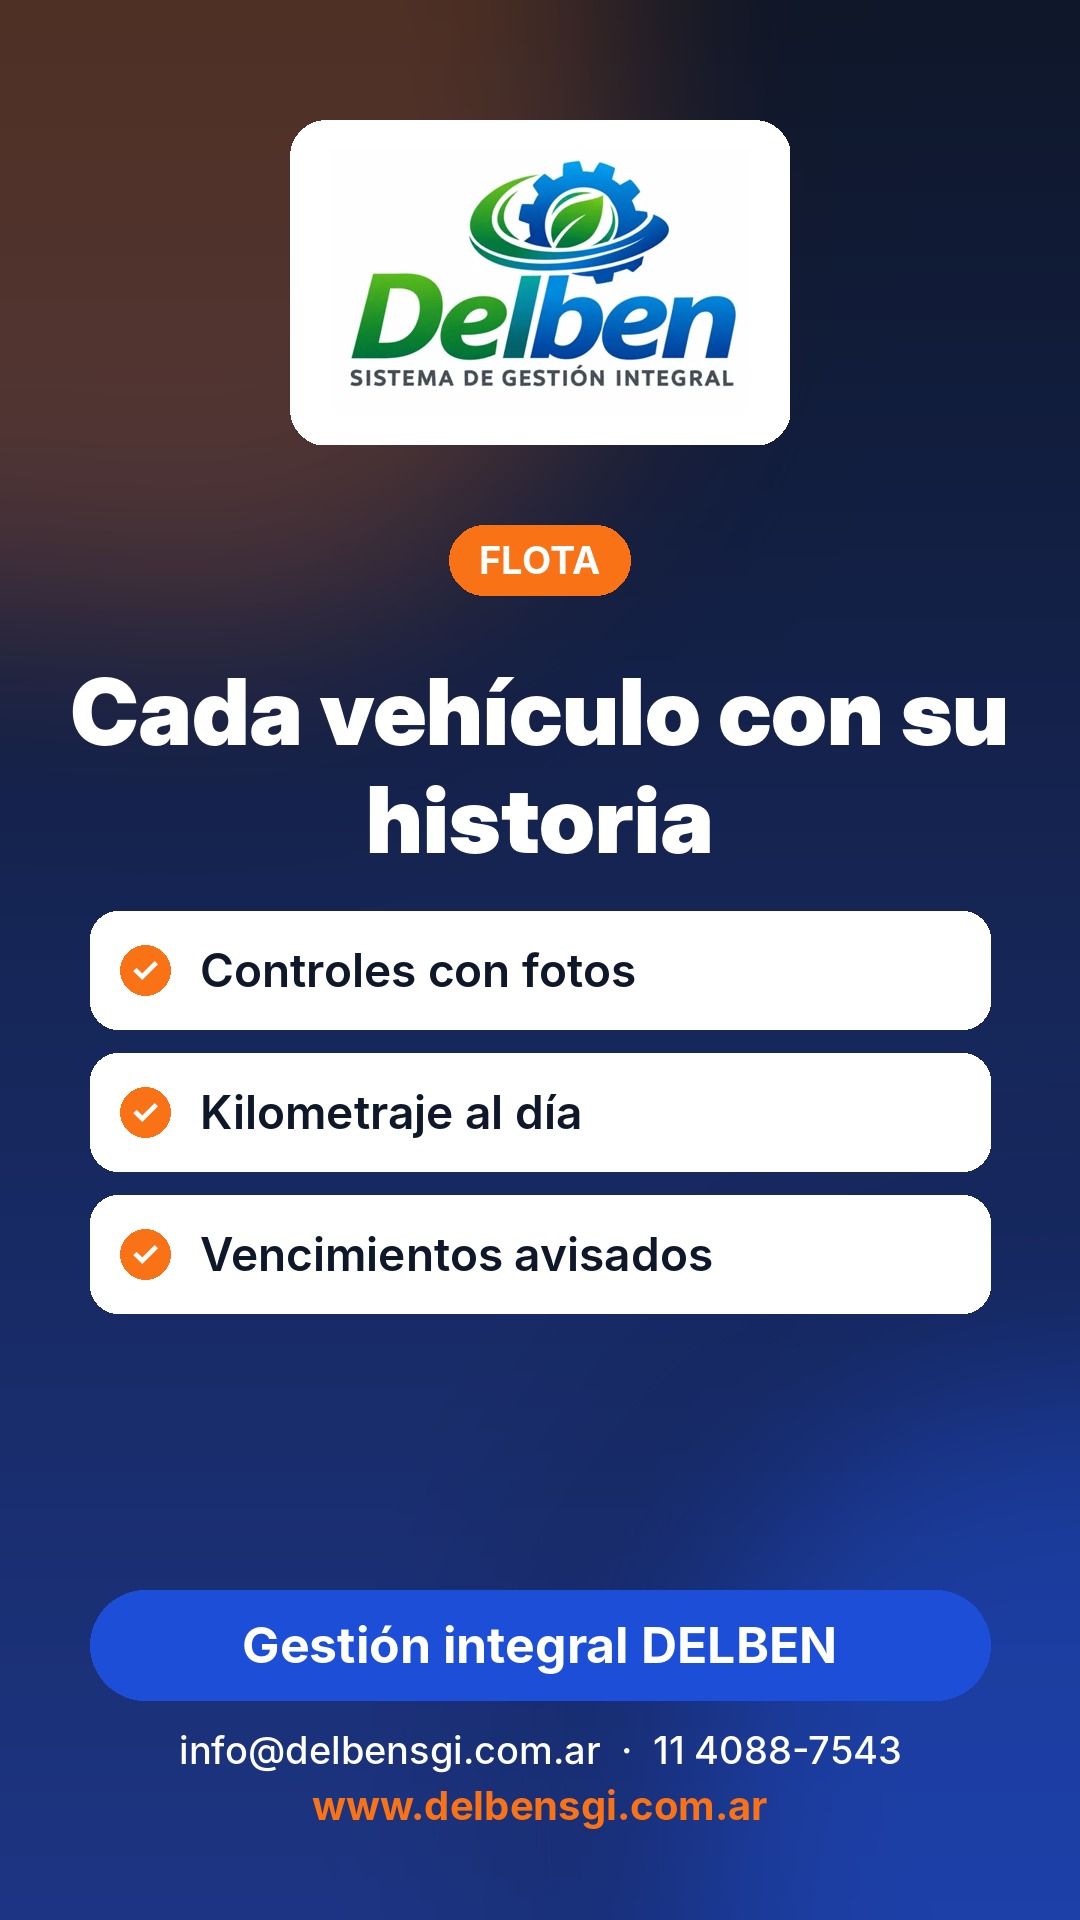 Delben
SISTEMA DE GESTIÓN INTEGRAL
FLOTA
Cada vehículo con su
historia
Controles con fotos
Kilometraje al día
Vencimientos avisados
Gestión integral DELBEN
info@delbensgi.com.ar · 11 4088-7543
www.delbensgi.com.ar